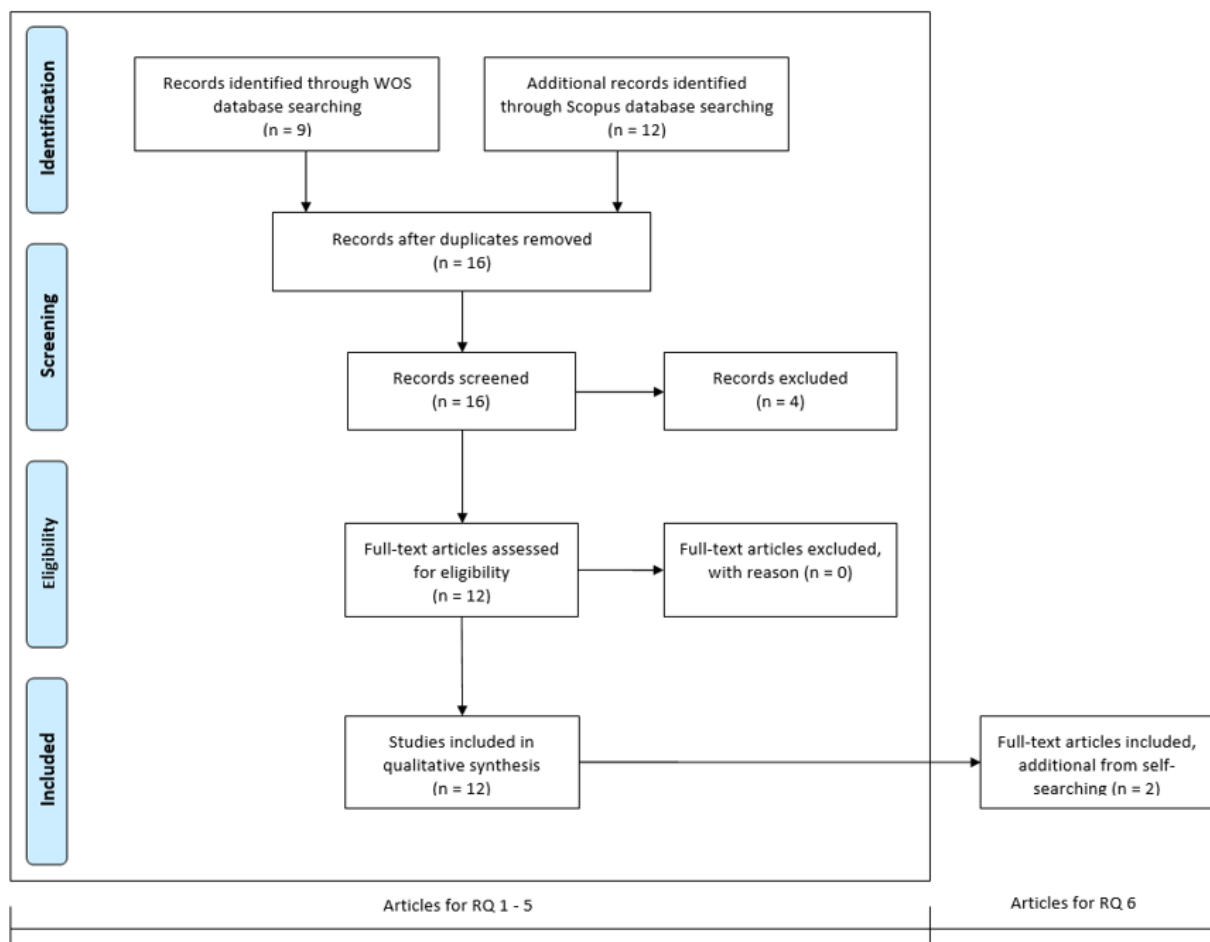 Identification
Records identified through WOS
database searching
(n = 9)
Additional records identified
through Scopus database searching
(n = 12)
Records after duplicates removed
(n = 16)
Screening
Records screened
(n = 16)
Records excluded
(n = 4)
Eligibility
Full-text articles assessed
for eligibility
(n = 12)
Full-text articles excluded,
with reason (n = 0)
Included
Studies included in
qualitative synthesis
(n = 12)
Full-text articles included,
additional from self-
searching (n = 2)
Articles for RQ 1 - 5
Articles for RQ 6